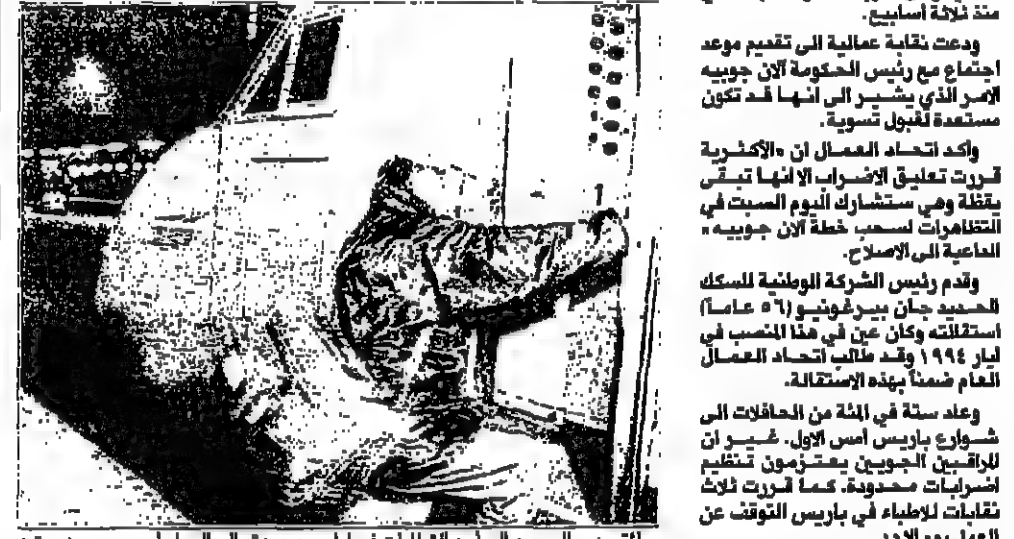 منذ ثلاثة أسابيع.
ودعت نقابة عمالية الى تقديم موعد
اجتماع مع رئيس الحكومة آلان جوبيه
الامر الذي يشير الى انها قد تكون
مستعدة لقبول تسوية.
وأكد اتحاد العمال ان «الأكثرية
قررت تعليق الاضراب الا انها تبقى
يقظة وهي ستشارك اليوم السبت في
التظاهرات لسحب خطة آلان جوبيه»
الداعية الى الاصلاح.
وقدم رئيس الشركة الوطنية للسكك
الحديد جان بيرغونيو (٥٦ عاماً)
استقالته وكان عين في هذا المنصب في
ايار ١٩٩٤ وقد طالب اتحاد العمال
العام ضمناً بهذه الاستقالة.
وعاد ستة في المئة من الحافلات الى
شوارع باريس أمس الاول. غير ان
المراقبين الجويين يعتزمون تنظيم
اضرابات محدودة. كما قررت ثلاث
نقابات للاطباء في باريس التوقف عن